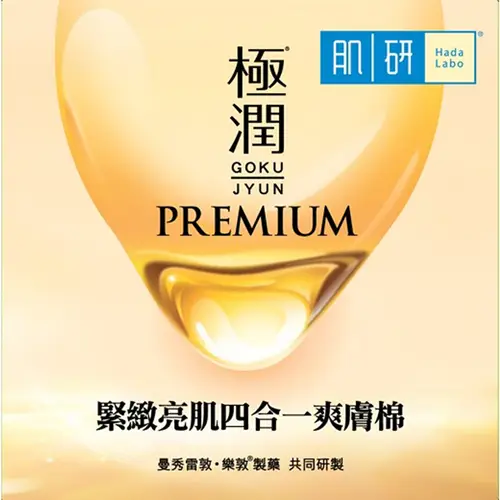 肌研 Hada
Labo®
極潤®
GOKU
JYUN
PREMIUM
緊緻亮肌四合一爽膚棉
曼秀雷敦・樂敦®製藥 共同研製